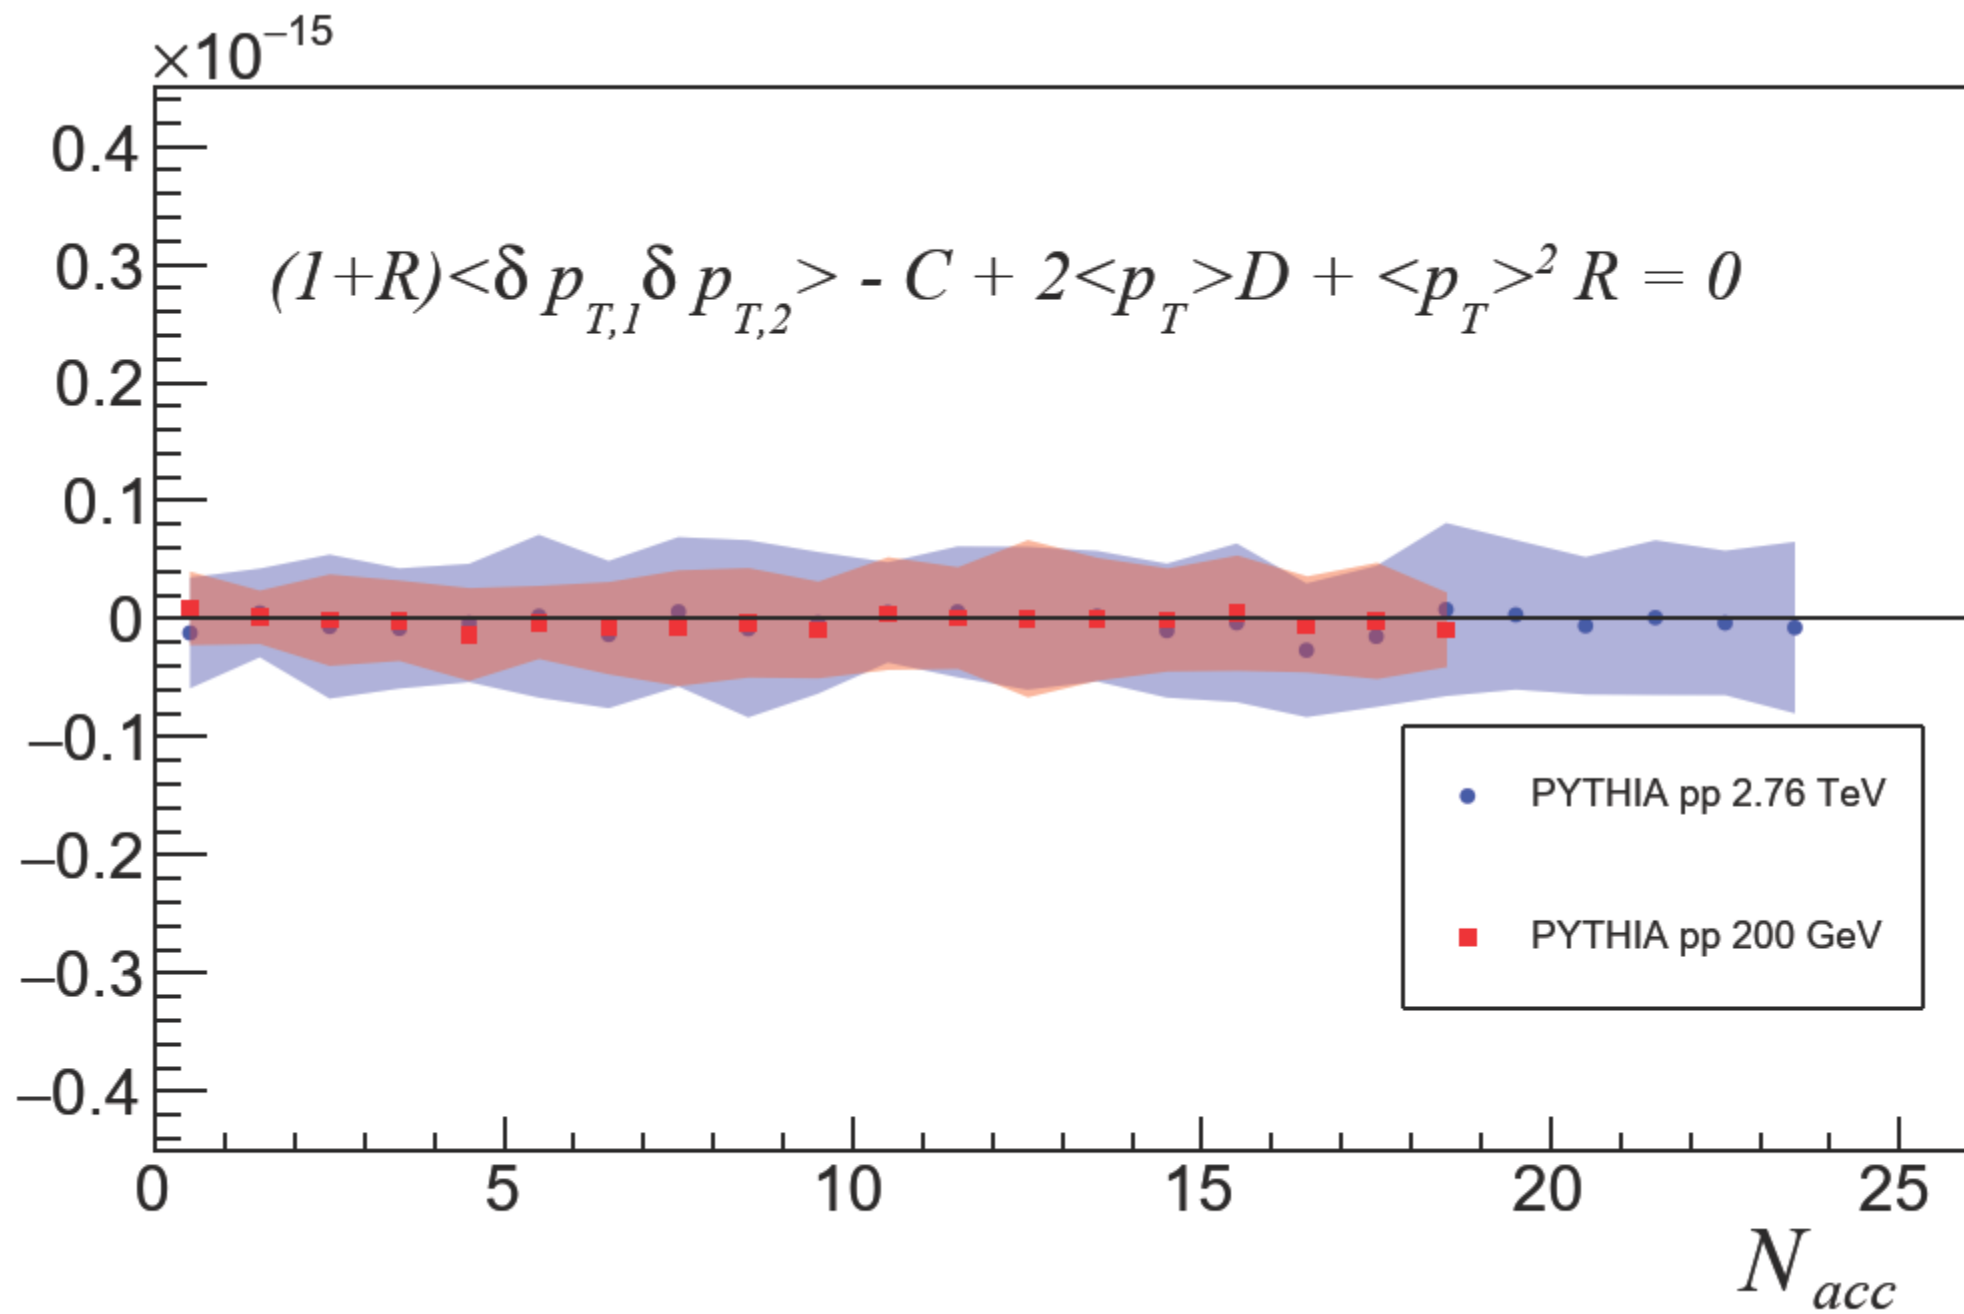 ×10⁻¹⁵
0.4
0.3
(1+R)<δ p_{T,1}δ p_{T,2}> - C + 2<p_T>D + <p_T>² R = 0
0.2
0.1
0
–0.1
PYTHIA pp 2.76 TeV
–0.2
PYTHIA pp 200 GeV
–0.3
–0.4
0 5 10 15 20 25
N_{acc}